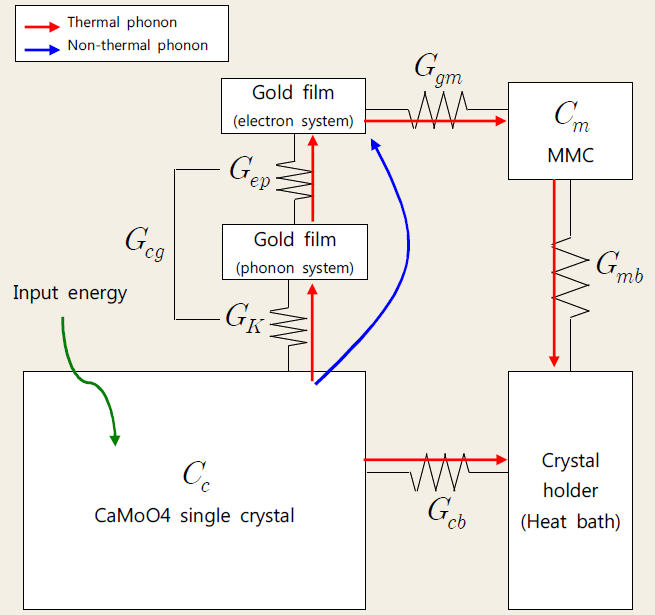 Thermal phonon
Non-thermal phonon
Gold film
(electron system)
G_gm
C_m
MMC
G_ep
G_cg
Gold film
(phonon system)
G_mb
Input energy
G_K
C_c
CaMoO4 single crystal
G_cb
Crystal
holder
(Heat bath)